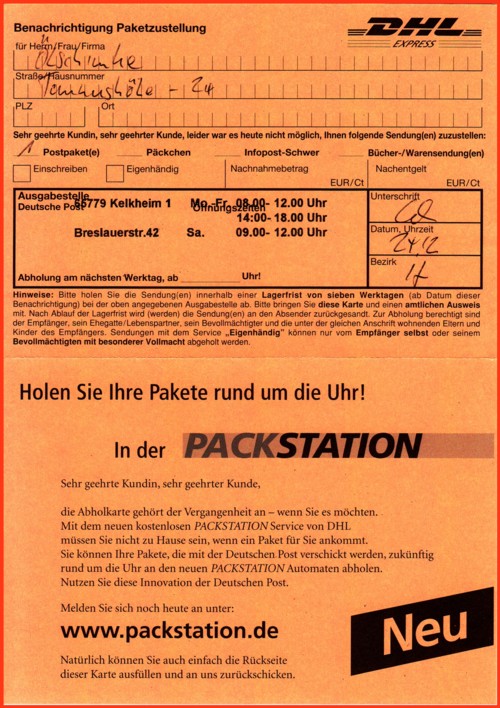 Benachrichtigung Paketzustellung
DHL
EXPRESS
für Herrn/Frau/Firma
Straße/Hausnummer
Taunushöhe - 24
PLZ Ort
Sehr geehrte Kundin, sehr geehrter Kunde, leider war es heute nicht möglich, Ihnen folgende Sendung(en) zuzustellen:
1 Postpaket(e) Päckchen Infopost-Schwer Bücher-/Warensendung(en)
Einschreiben Eigenhändig Nachnahmebetrag Nachentgelt
EUR/Ct EUR/Ct
Ausgabestelle Öffnungszeiten Unterschrift
Deutsche Post 65779 Kelkheim 1 Mo.-Fr. 08.00- 12.00 Uhr
14:00-18.00 Uhr
Datum, Uhrzeit
24.12
Breslauerstr.42 Sa. 09.00- 12.00 Uhr
Bezirk
Abholung am nächsten Werktag, ab Uhr!
Hinweise: Bitte holen Sie die Sendung(en) innerhalb einer Lagerfrist von sieben Werktagen (ab Datum dieser
Benachrichtigung) bei der oben angegebenen Ausgabestelle ab. Bitte bringen Sie diese Karte und einen amtlichen Ausweis
mit. Nach Ablauf der Lagerfrist wird (werden) die Sendung(en) an den Absender zurückgesandt. Zur Abholung berechtigt sind
der Empfänger, sein Ehegatte/Lebenspartner, sein Bevollmächtigter und die unter der gleichen Anschrift wohnenden Eltern und
Kinder des Empfängers. Sendungen mit dem Service „Eigenhändig" können nur vom Empfänger selbst oder seinem
Bevollmächtigten mit besonderer Vollmacht abgeholt werden.
Holen Sie Ihre Pakete rund um die Uhr!
In der PACKSTATION
Sehr geehrte Kundin, sehr geehrter Kunde,
die Abholkarte gehört der Vergangenheit an – wenn Sie es möchten.
Mit dem neuen kostenlosen PACKSTATION Service von DHL
müssen Sie nicht zu Hause sein, wenn ein Paket für Sie ankommt.
Sie können Ihre Pakete, die mit der Deutschen Post verschickt werden, zukünftig
rund um die Uhr an den neuen PACKSTATION Automaten abholen.
Nutzen Sie diese Innovation der Deutschen Post.
Melden Sie sich noch heute an unter:
www.packstation.de
Neu
Natürlich können Sie auch einfach die Rückseite
dieser Karte ausfüllen und an uns zurückschicken.